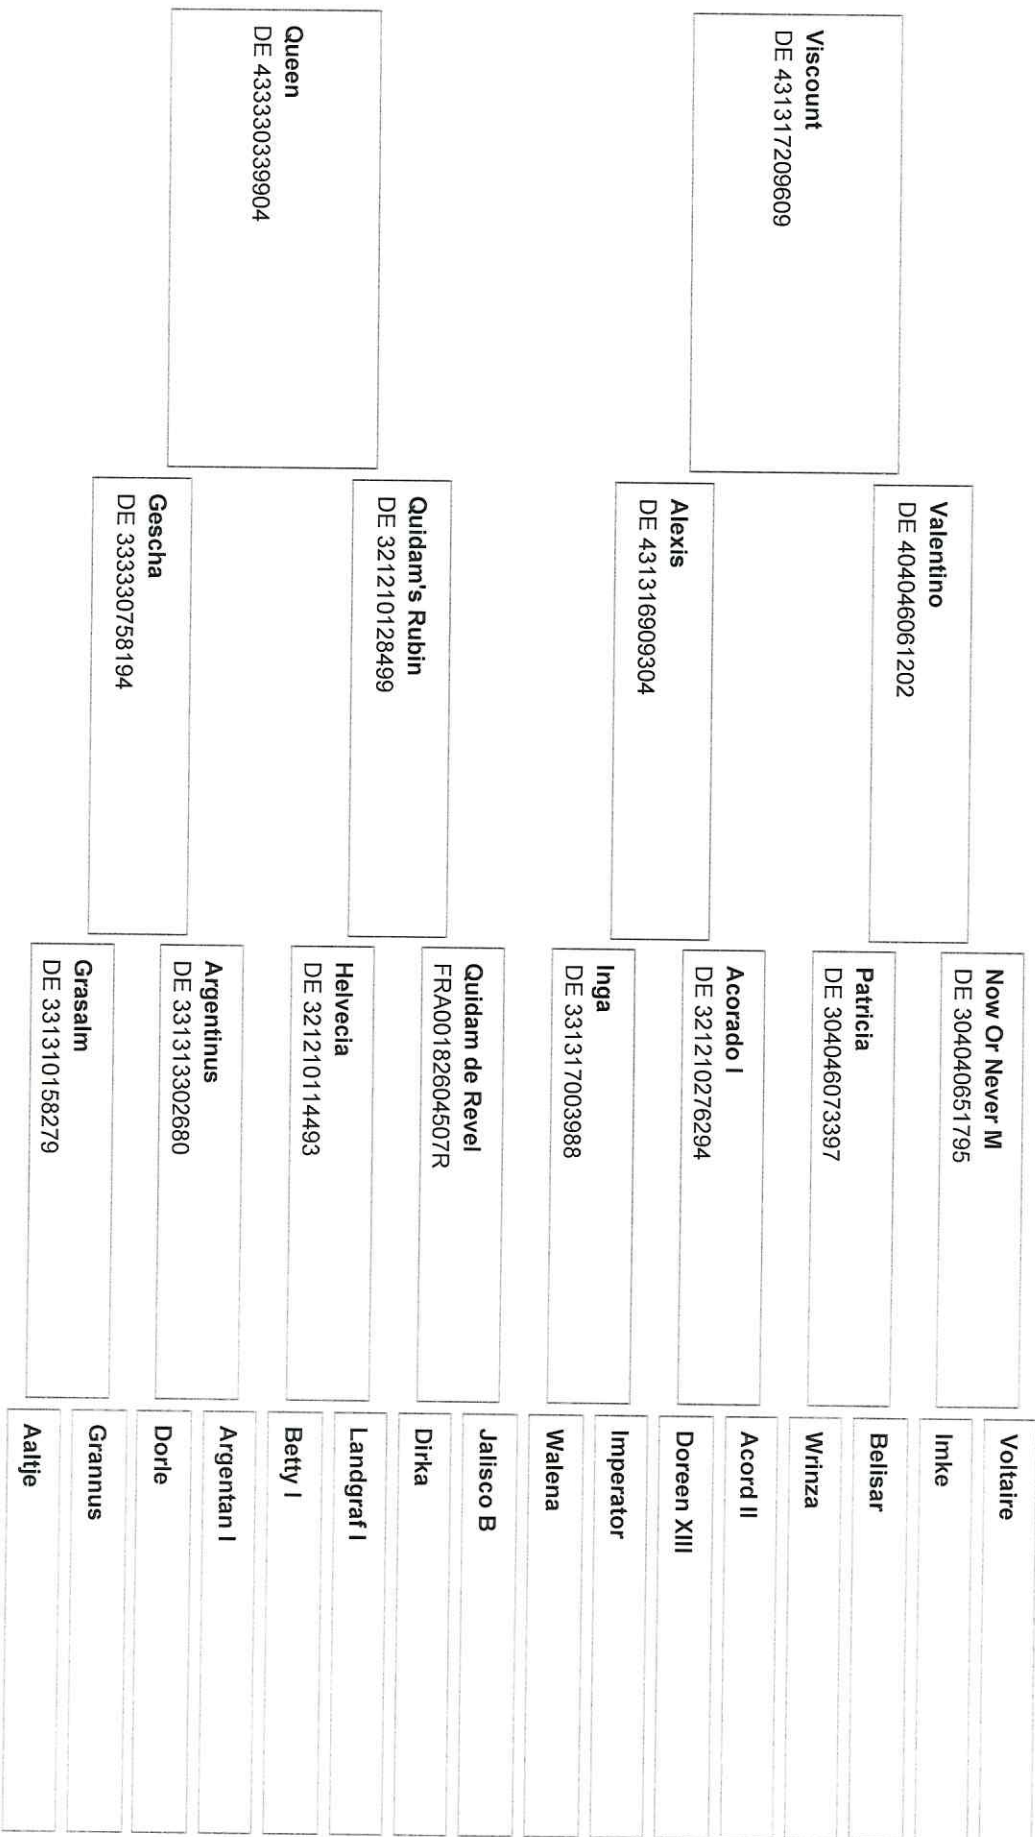 Viscount
DE 431317209609
Queen
DE 433330339904
Valentino
DE 404046061202
Alexis
DE 431316909304
Quidam's Rubin
DE 321210128499
Gescha
DE 333330758194
Now Or Never M
DE 304040651795
Patricia
DE 304046073397
Acorado I
DE 321210276294
Inga
DE 331317003988
Quidam de Revel
FRA00182604507R
Helvecia
DE 321210114493
Argentinus
DE 331313302680
Grasalm
DE 331310158279
Voltaire
Imke
Belisar
Wrinza
Acord II
Doreen XIII
Imperator
Walena
Jalisco B
Dirka
Landgraf I
Betty I
Argentan I
Dorle
Grannus
Aaltje